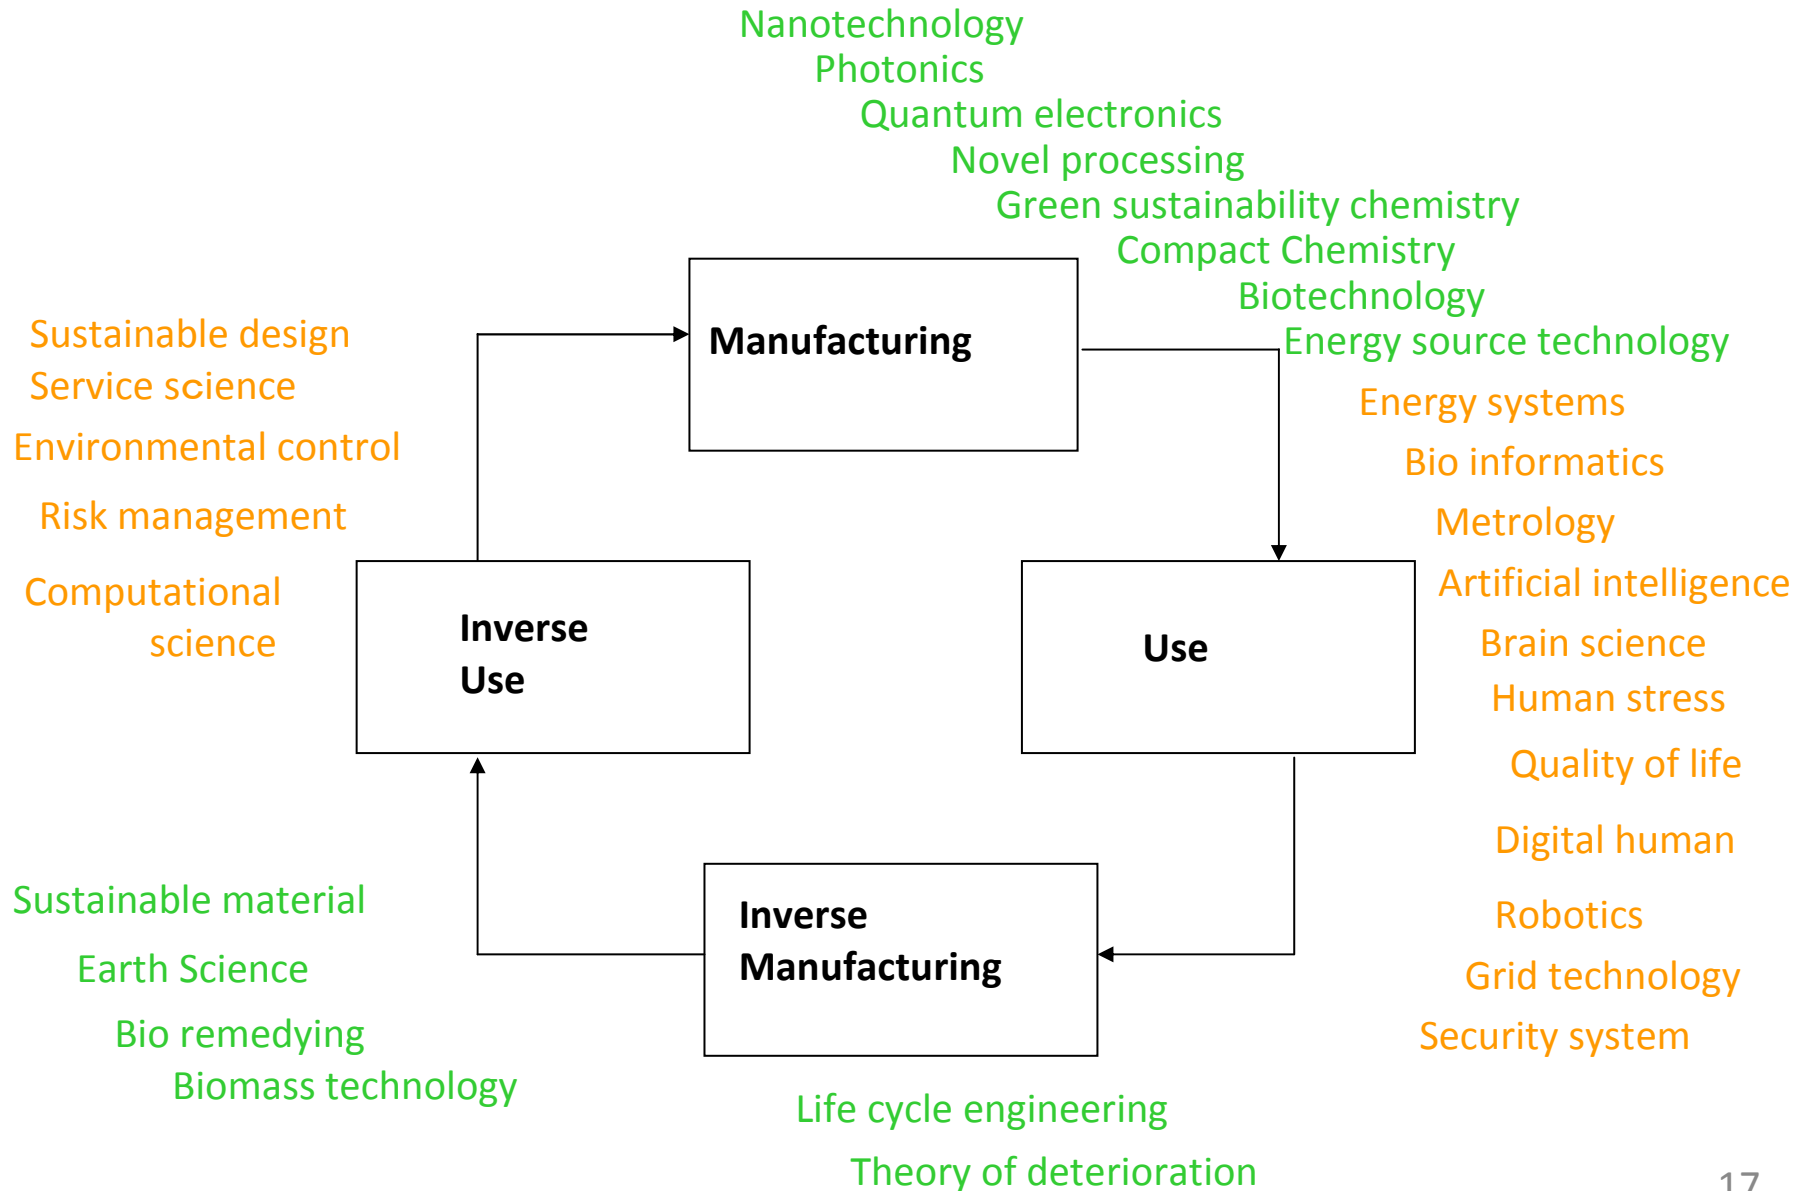 Nanotechnology
Photonics
Quantum electronics
Novel processing
Green sustainability chemistry
Compact Chemistry
Biotechnology
Energy source technology
Manufacturing
Sustainable design
Service science
Environmental control
Risk management
Computational
science
Energy systems
Bio informatics
Metrology
Artificial intelligence
Brain science
Human stress
Quality of life
Digital human
Robotics
Grid technology
Security system
Inverse
Use
Use
Inverse
Manufacturing
Sustainable material
Earth Science
Bio remedying
Biomass technology
Life cycle engineering
Theory of deterioration
17